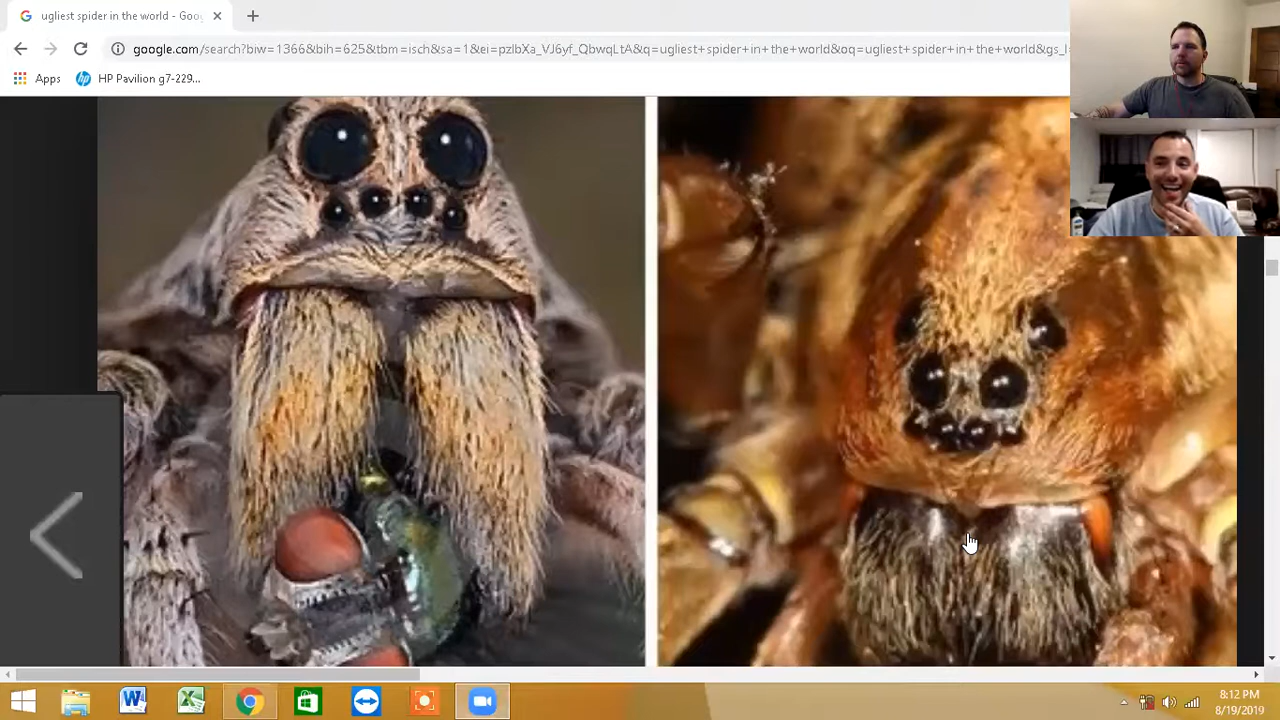 ugliest spider in the world - Goo
google.com/search?biw=1366&bih=625&tbm=isch&sa=1&ei=pzlbXa_VJ6yf_QbwqLtA&q=ugliest+spider+in+the+world&oq=ugliest+spider+in+the+world&gs_l
Apps HP Pavilion g7-229...
8:12 PM
8/19/2019